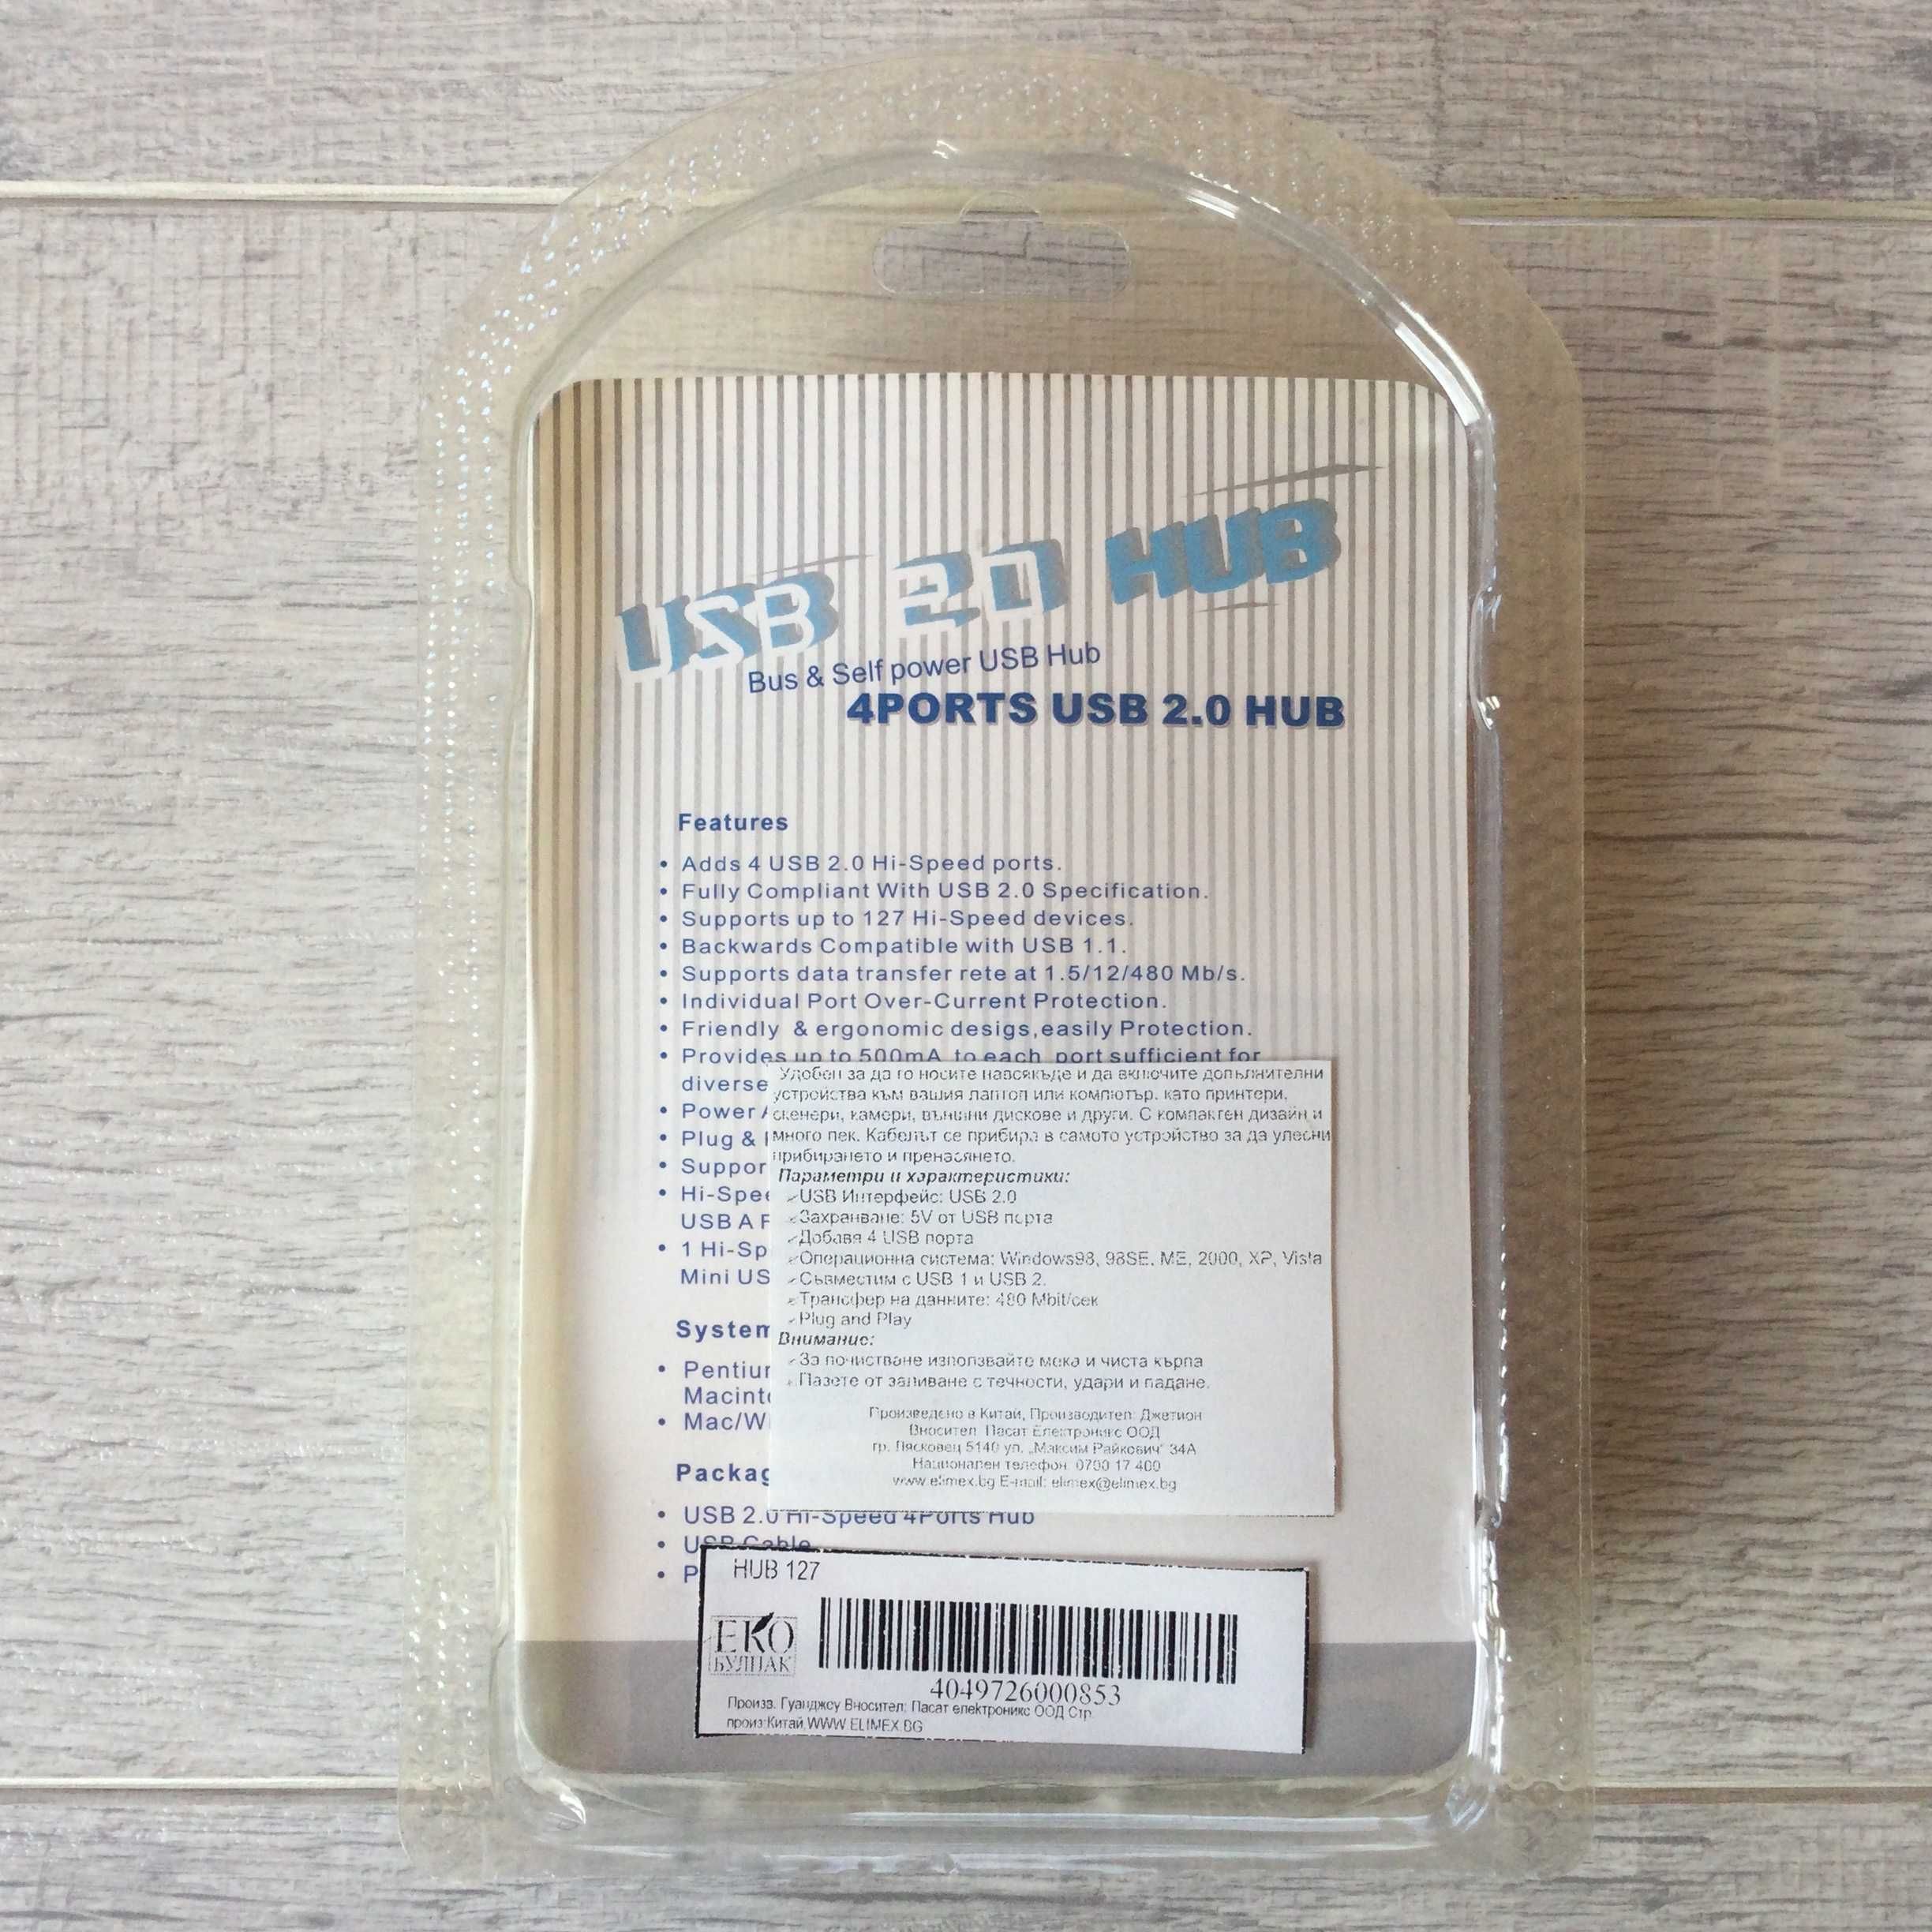 USB 2.0 HUB
Bus & Self power USB Hub
4PORTS USB 2.0 HUB
Features
• Adds 4 USB 2.0 Hi-Speed ports.
• Fully Compliant With USB 2.0 Specification.
• Supports up to 127 Hi-Speed devices.
• Backwards Compatible with USB 1.1.
• Supports data transfer rete at 1.5/12/480 Mb/s.
• Individual Port Over-Current Protection.
• Friendly & ergonomic desigs,easily Protection.
• Provides up to 500mA to each port sufficient for
diverse
• Power
• Plug &
• Suppor
• Hi-Spee
USB A
• 1 Hi-Sp
Mini US
System
• Pentiu
Macint
• Mac/W
Packag
• USB 2.0 Hi-Speed 4Ports Hub
• USB Cable
• P
Удобен за да го носите навсякъде и да включите допълнителни
устройства към вашия лаптоп или компютър. като принтери,
скенери, камери, външни дискове и други. С компактен дизайн и
много лек. Кабелът се прибира в самото устройство за да улесни
прибирането и пренасянето.
Параметри и характеристики:
USB Интерфейс: USB 2.0
Захранване: 5V от USB порта
Добавя 4 USB порта
Операционна система: Windows98, 98SE, ME, 2000, XP, Vista
Съвместим с USB 1 и USB 2.
Трансфер на данните: 480 Mbit/сек
Plug and Play
Внимание:
За почистване използвайте мека и чиста кърпа
Пазете от заливане с течности, удари и падане.
Произведено в Китай, Производител: Джетион
Вносител: Пасат Електроникс ООД
гр. Лясковец 5140 ул. „Максим Райкович" 34А
Национален телефон: 0700 17 400
www.elimex.bg E-mail: elimex@elimex.bg
HUB 127
ЕКО
БУЛПАК
4049726000853
Произв. Гуанджоу Вносител: Пасат електроникс ООД Стр.
произ:Китай WWW.ELIMEX.BG